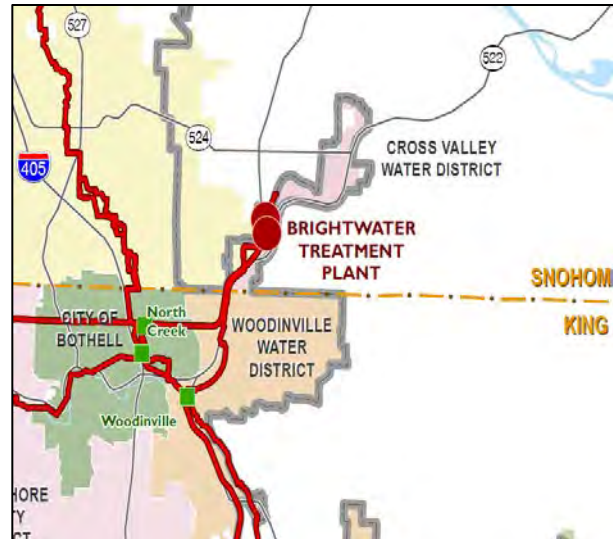 527
522
524
405
CROSS VALLEY
WATER DISTRICT
BRIGHTWATER
TREATMENT
PLANT
SNOHOM
KING
CITY OF
BOTHELL
North
Creek
WOODINVILLE
WATER
DISTRICT
Woodinville
HORE
TY
CT